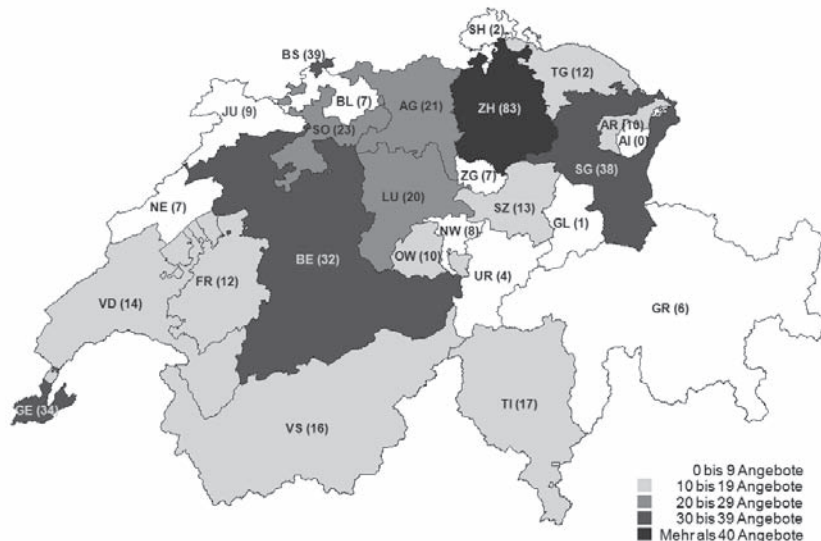 SH (2)
BS (39)
TG (12)
BL (7)
AG (21)
ZH (83)
JU (9)
SO (23)
AR (10)
AI (0)
ZG (7)
SG (38)
LU (20)
NE (7)
SZ (13)
GL (1)
NW (8)
BE (32)
OW (10)
FR (12)
UR (4)
VD (14)
GR (6)
GE (34)
TI (17)
VS (16)
0 bis 9 Angebote
10 bis 19 Angebote
20 bis 29 Angebote
30 bis 39 Angebote
Mehr als 40 Angebote